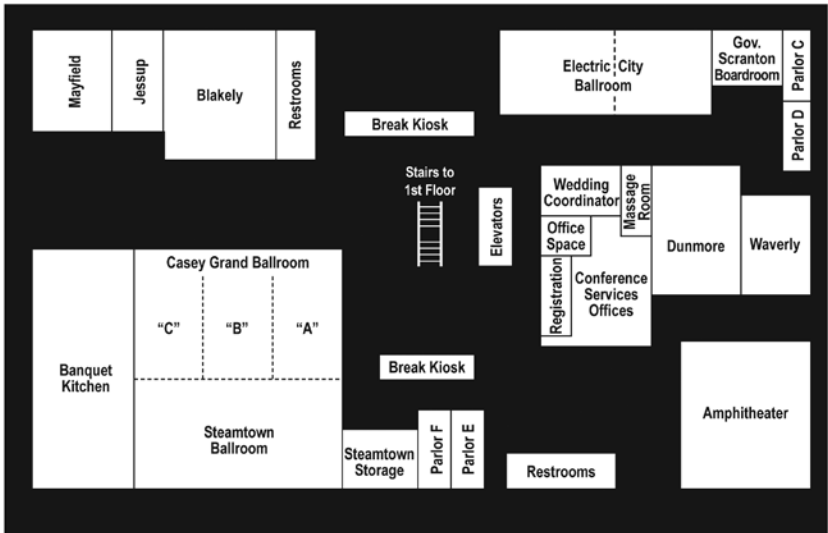 Mayfield
Jessup
Blakely
Restrooms
Break Kiosk
Electric City
Ballroom
Gov.
Scranton
Boardroom
Parlor C
Parlor D
Stairs to
1st Floor
Elevators
Wedding
Coordinator
Massage
Room
Office
Space
Registration
Conference
Services
Offices
Dunmore
Waverly
Casey Grand Ballroom
“C”
“B”
“A”
Banquet
Kitchen
Steamtown
Ballroom
Break Kiosk
Steamtown
Storage
Parlor F
Parlor E
Restrooms
Amphitheater